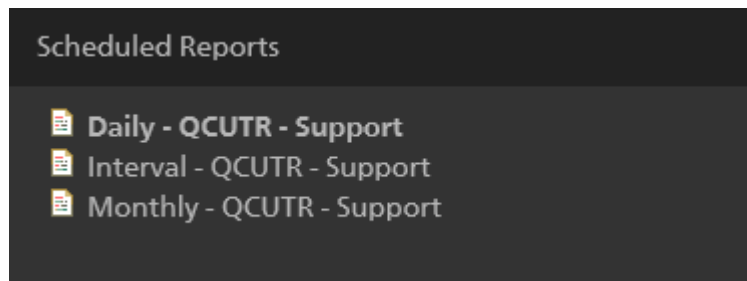 Scheduled Reports
Daily - QCUTR - Support
Interval - QCUTR - Support
Monthly - QCUTR - Support